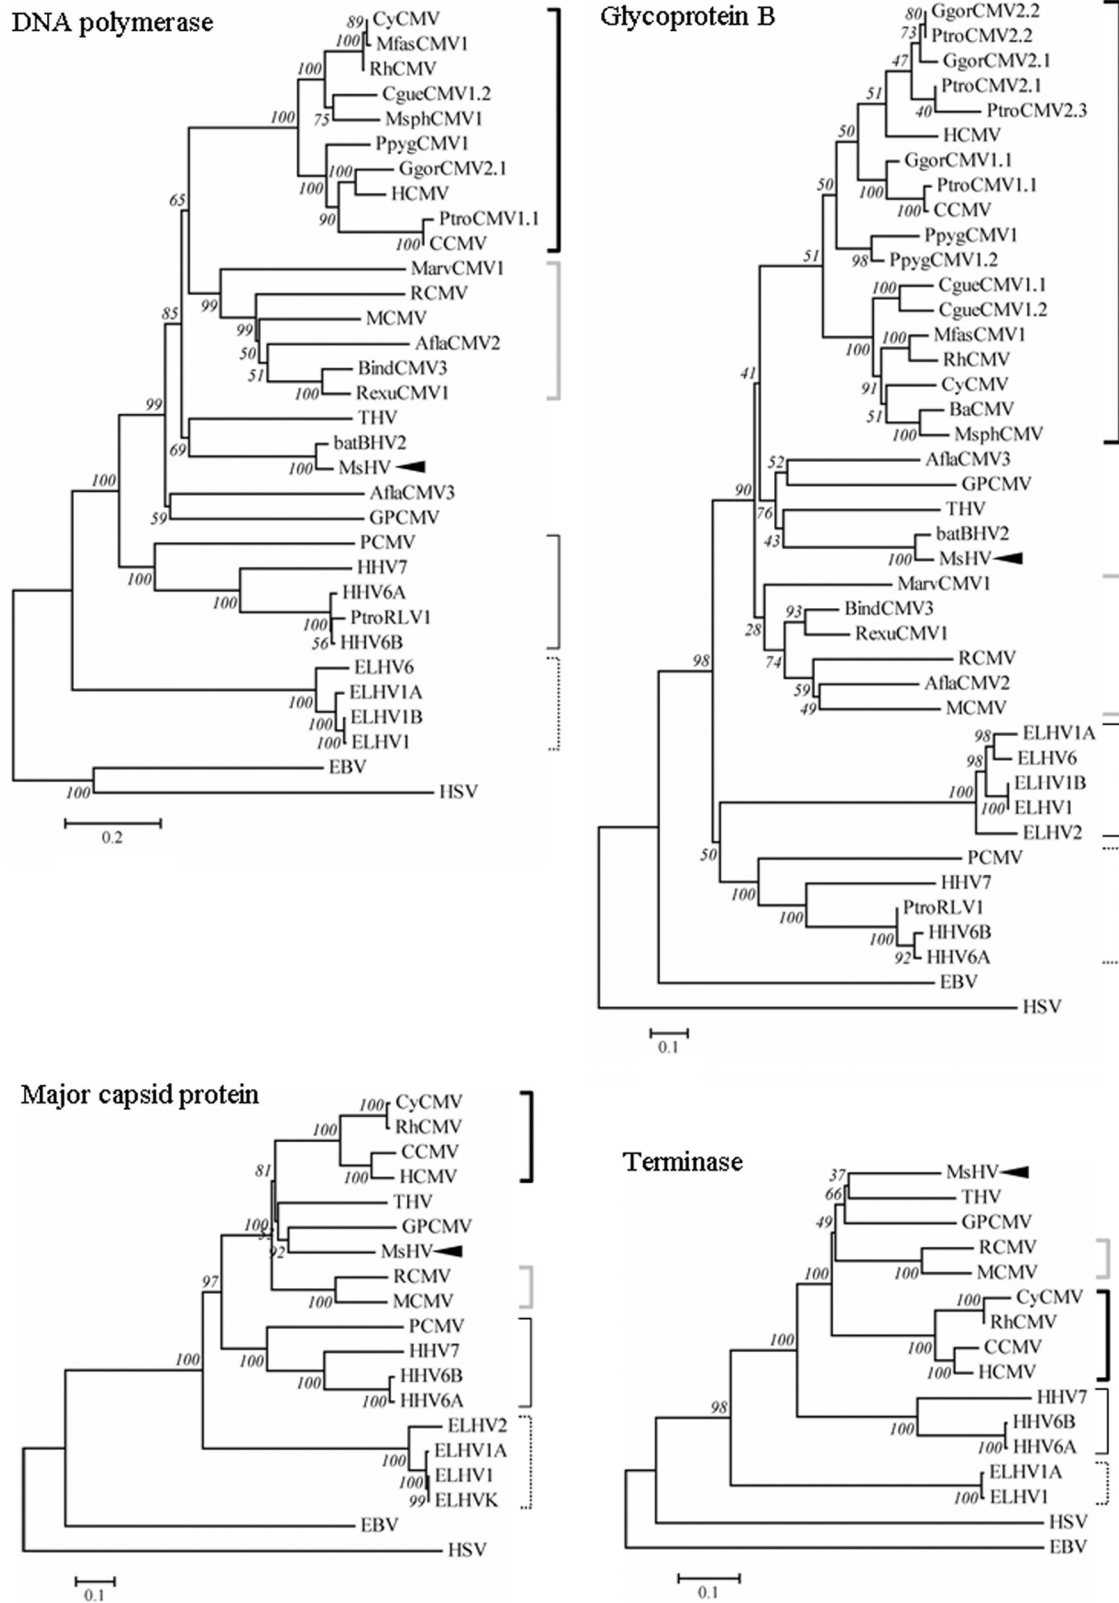 DNA polymerase
89 CyCMV
100 MfasCMV1
RhCMV
100
CgueCMV1.2
75 MsphCMV1
100
PpygCMV1
100 GgorCMV2.1
100 HCMV
90 PtroCMV1.1
100 CCMV
65
MarvCMV1
99 RCMV
99 MCMV
50 AflaCMV2
51 BindCMV3
100 RexuCMV1
85
THV
69 batBHV2
100 MsHV
99
AflaCMV3
59 GPCMV
100
PCMV
100 HHV7
100 HHV6A
100 PtroRLV1
56 HHV6B
ELHV6
100 ELHV1A
100 ELHV1B
100 ELHV1
EBV
100 HSV
0.2
Glycoprotein B
80 GgorCMV2.2
73 PtroCMV2.2
47 GgorCMV2.1
PtroCMV2.1
40 PtroCMV2.3
51
HCMV
50
GgorCMV1.1
100 PtroCMV1.1
100 CCMV
50
PpygCMV1
98 PpygCMV1.2
51
100 CgueCMV1.1
CgueCMV1.2
100 100 MfasCMV1
RhCMV
91 CyCMV
51 BaCMV
100 MsphCMV
41
52 AflaCMV3
GPCMV
90 76 THV
43 batBHV2
100 MsHV
MarvCMV1
28 93 BindCMV3
RexuCMV1
74 RCMV
59 AflaCMV2
49 MCMV
98
98 ELHV1A
98 ELHV6
100 ELHV1B
100 ELHV1
ELHV2
50 PCMV
100 HHV7
100 PtroRLV1
100 HHV6B
92 HHV6A
EBV
HSV
0.1
Major capsid protein
100 CyCMV
100 RhCMV
CCMV
100 HCMV
81
THV
100 GPCMV
92 MsHV
RCMV
100 MCMV
97
PCMV
100 HHV7
100 HHV6B
100 HHV6A
100
ELHV2
100 ELHV1A
100 ELHV1
99 ELHVK
EBV
HSV
0.1
Terminase
37 MsHV
66 THV
49 GPCMV
RCMV
100 MCMV
100
100 CyCMV
RhCMV
100 CCMV
100 HCMV
100
HHV7
100 HHV6B
100 HHV6A
98
ELHV1A
100 ELHV1
HSV
EBV
0.1